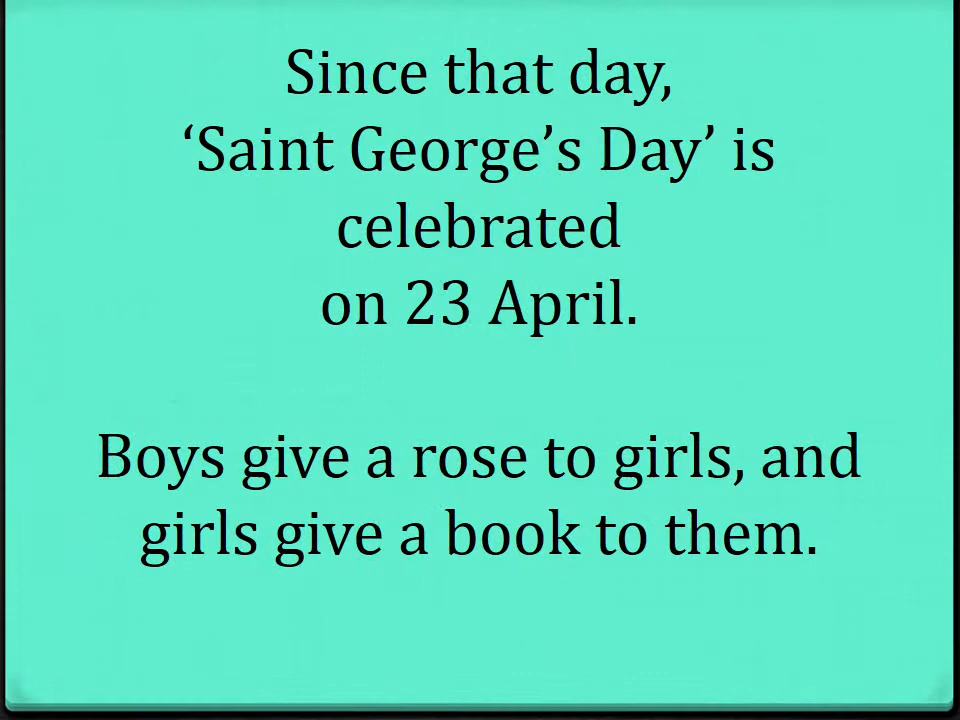 Since that day,
‘Saint George’s Day’ is
celebrated
on 23 April.
Boys give a rose to girls, and
girls give a book to them.